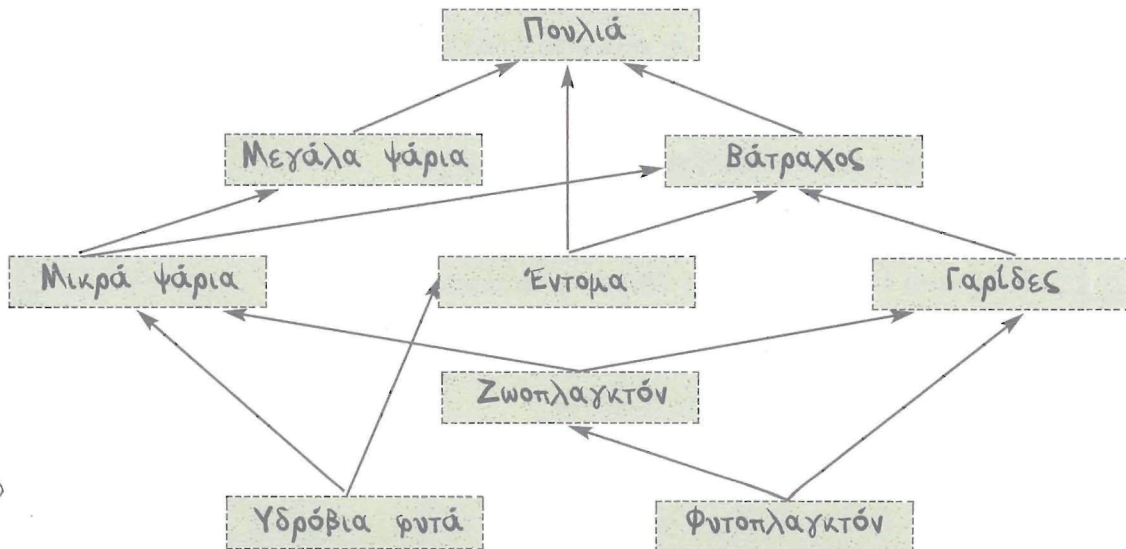 Πουλιά
Μεγάλα ψάρια
Βάτραχος
Μικρά ψάρια
Έντομα
Γαρίδες
Ζωοπλαγκτόν
Υδρόβια φυτά
Φυτοπλαγκτόν